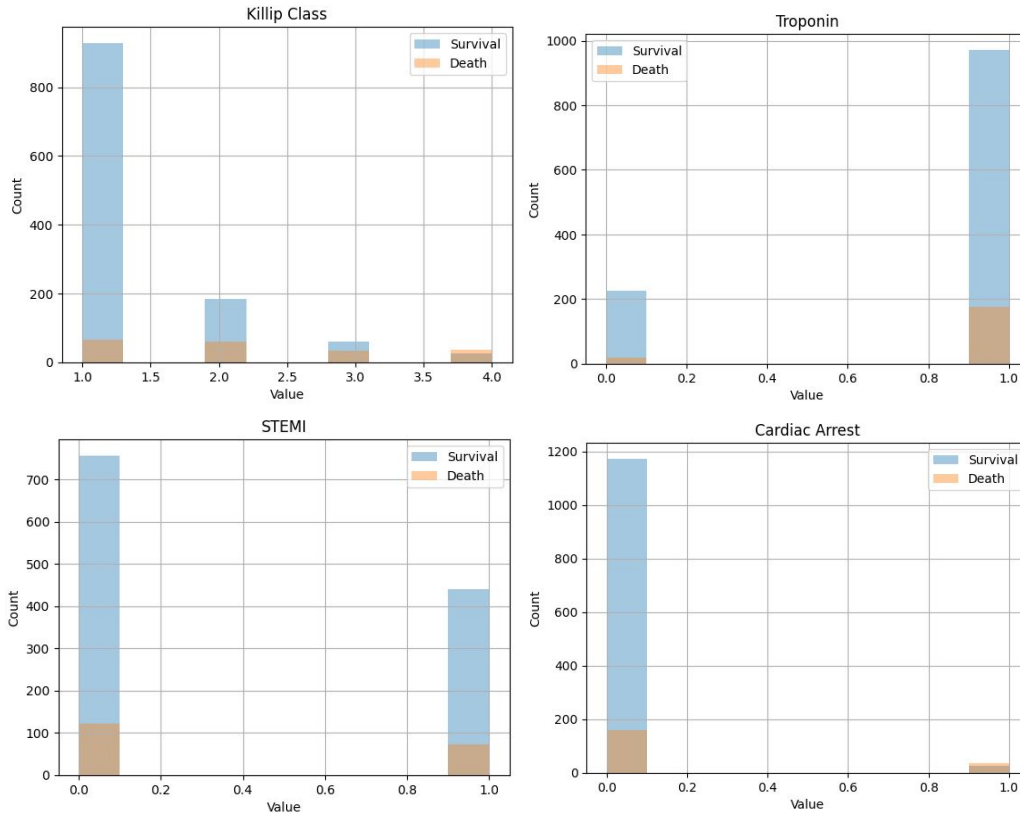 Killip Class
Survival
Death
800
600
400
200
0
Count
1.0 1.5 2.0 2.5 3.0 3.5 4.0
Value
Troponin
Survival
Death
1000
800
600
400
200
0
Count
0.0 0.2 0.4 0.6 0.8 1.0
Value
STEMI
Survival
Death
700
600
500
400
300
200
100
0
Count
0.0 0.2 0.4 0.6 0.8 1.0
Value
Cardiac Arrest
Survival
Death
1200
1000
800
600
400
200
0
Count
0.0 0.2 0.4 0.6 0.8 1.0
Value